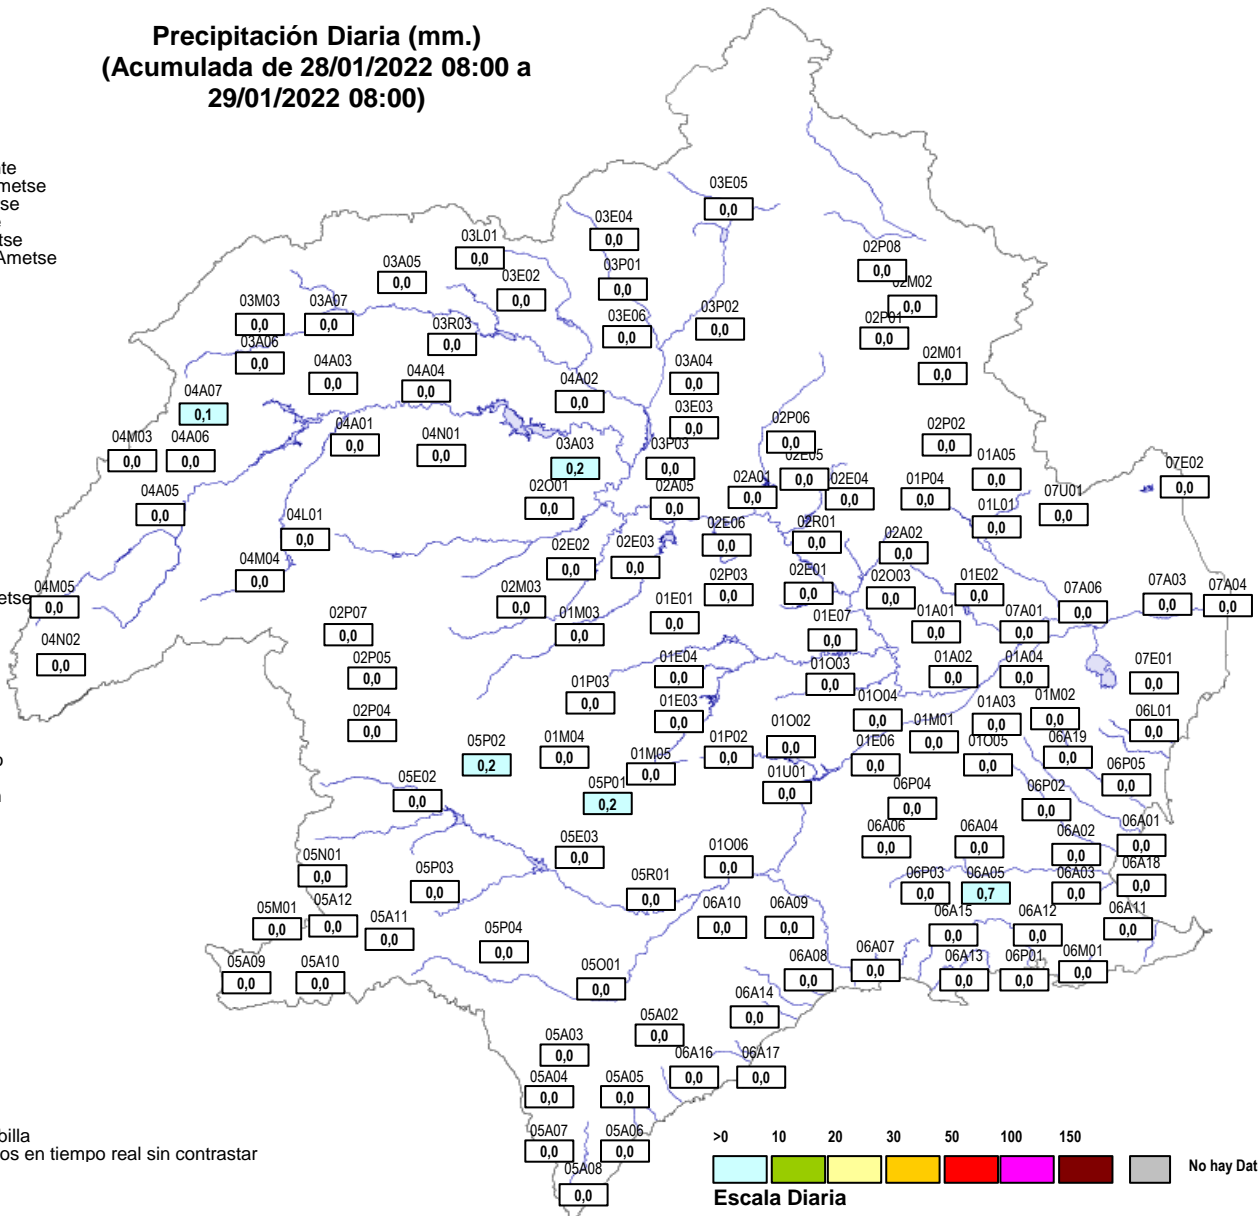 Precipitación Diaria (mm.)
(Acumulada de 28/01/2022 08:00 a
29/01/2022 08:00)
nte
metse
se
e
tse
Ametse
03E05
0,0
03E04
0,0
03L01
0,0
02P08
0,0
03A05
0,0
03P01
0,0
03E02
0,0
02M02
0,0
03M03
0,0
03A07
0,0
03P02
0,0
03R03
0,0
03E06
0,0
02P01
0,0
03A06
0,0
04A03
0,0
04A04
0,0
04A02
0,0
03A04
0,0
02M01
0,0
04A07
0,1
03E03
0,0
04M03
0,0
04A06
0,0
04A01
0,0
04N01
0,0
03A03
0,2
03P03
0,0
02P06
0,0
02P02
0,0
02E05
0,0
01A05
0,0
07E02
0,0
04A05
0,0
02O01
0,0
02A05
0,0
02A01
0,0
02E04
0,0
01P04
0,0
07U01
0,0
01L01
0,0
04L01
0,0
02E06
0,0
02R01
0,0
02A02
0,0
04M04
0,0
02E02
0,0
02E03
0,0
04M05
0,0
etse
02M03
0,0
02P03
0,0
02E01
0,0
02O03
0,0
01E02
0,0
07A06
0,0
07A03
0,0
07A04
0,0
02P07
0,0
01M03
0,0
01E01
0,0
01E07
0,0
01A01
0,0
07A01
0,0
04N02
0,0
02P05
0,0
01E04
0,0
01O03
0,0
01A02
0,0
01A04
0,0
07E01
0,0
01P03
0,0
02P04
0,0
01E03
0,0
01O04
0,0
01A03
0,0
01M02
0,0
06L01
0,0
01O02
0,0
01M01
0,0
05P02
0,2
01M04
0,0
01M05
0,0
01P02
0,0
01E06
0,0
01O05
0,0
06A19
0,0
o
05E02
0,0
05P01
0,2
01U01
0,0
06P04
0,0
06P02
0,0
06P05
0,0
05E03
0,0
01O06
0,0
06A06
0,0
06A04
0,0
06A02
0,0
06A01
0,0
05N01
0,0
05P03
0,0
05R01
0,0
06P03
0,0
06A05
0,7
06A03
0,0
06A18
0,0
05M01
0,0
05A12
0,0
05A11
0,0
06A10
0,0
06A09
0,0
06A15
0,0
06A12
0,0
06A11
0,0
05P04
0,0
05A09
0,0
05A10
0,0
05O01
0,0
06A08
0,0
06A07
0,0
06A13
0,0
06P01
0,0
06M01
0,0
06A14
0,0
05A02
0,0
05A03
0,0
06A16
0,0
06A17
0,0
05A04
0,0
05A05
0,0
05A07
0,0
05A06
0,0
05A08
0,0
billa
os en tiempo real sin contrastar
>0 10 20 30 50 100 150
No hay Dat
Escala Diaria